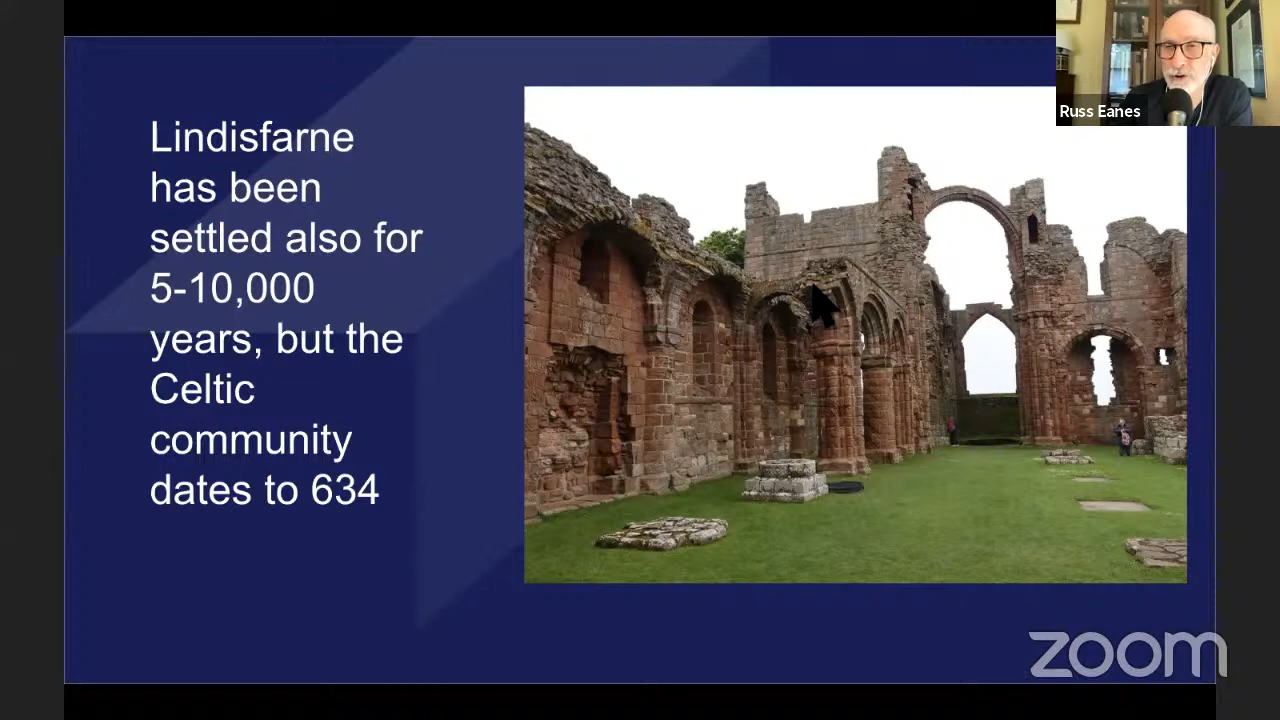 Lindisfarne
has been
settled also for
5-10,000
years, but the
Celtic
community
dates to 634
Russ Eanes
zoom